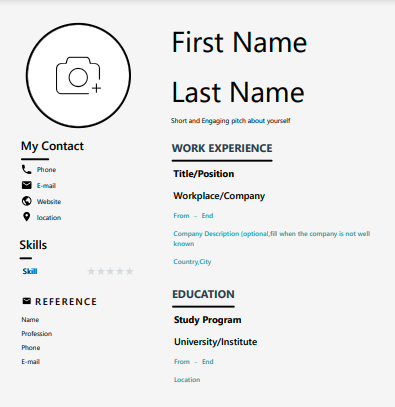 First Name
Last Name
Short and Engaging pitch about yourself
My Contact
Phone
E-mail
Website
location
Skills
Skill
REFERENCE
Name
Profession
Phone
E-mail
WORK EXPERIENCE
Title/Position
Workplace/Company
From - End
Company Description (optional,fill when the company is not well
known
Country,City
EDUCATION
Study Program
University/Institute
From - End
Location